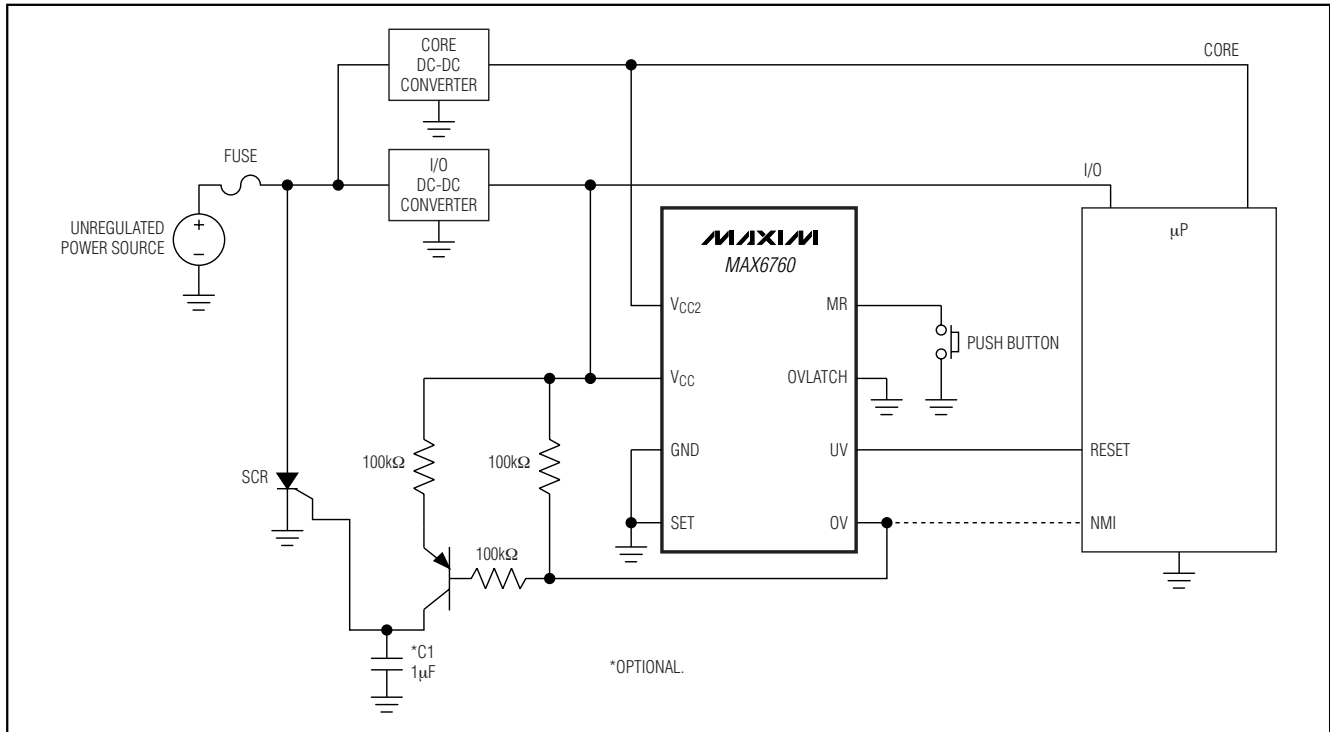 CORE
DC-DC
CONVERTER
CORE
FUSE
I/O
DC-DC
CONVERTER
I/O
UNREGULATED
POWER SOURCE
+
−
MAXIM
MAX6760
μP
VCC2
MR
PUSH BUTTON
VCC
OVLATCH
100kΩ
100kΩ
GND
UV
RESET
SCR
SET
OV
NMI
100kΩ
*C1
1μF
*OPTIONAL.